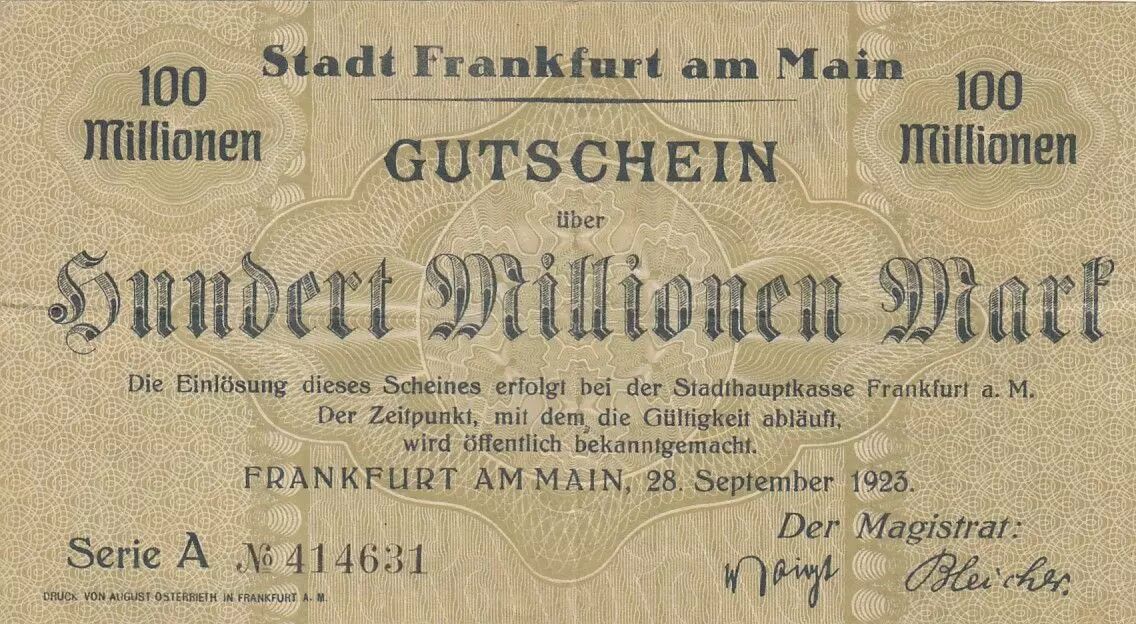 Stadt Frankfurt am Main
100
Millionen
100
Millionen
GUTSCHEIN
über
Hundert Millionen Mark
Die Einlösung dieses Scheines erfolgt bei der Stadthauptkasse Frankfurt a. M.
Der Zeitpunkt, mit dem die Gültigkeit abläuft,
wird öffentlich bekanntgemacht.
FRANKFURT AM MAIN, 28. September 1923.
Der Magistrat:
Serie A № 414631
Voigt Bleicher.
DRUCK VON AUGUST OSTERRIETH IN FRANKFURT A. M.